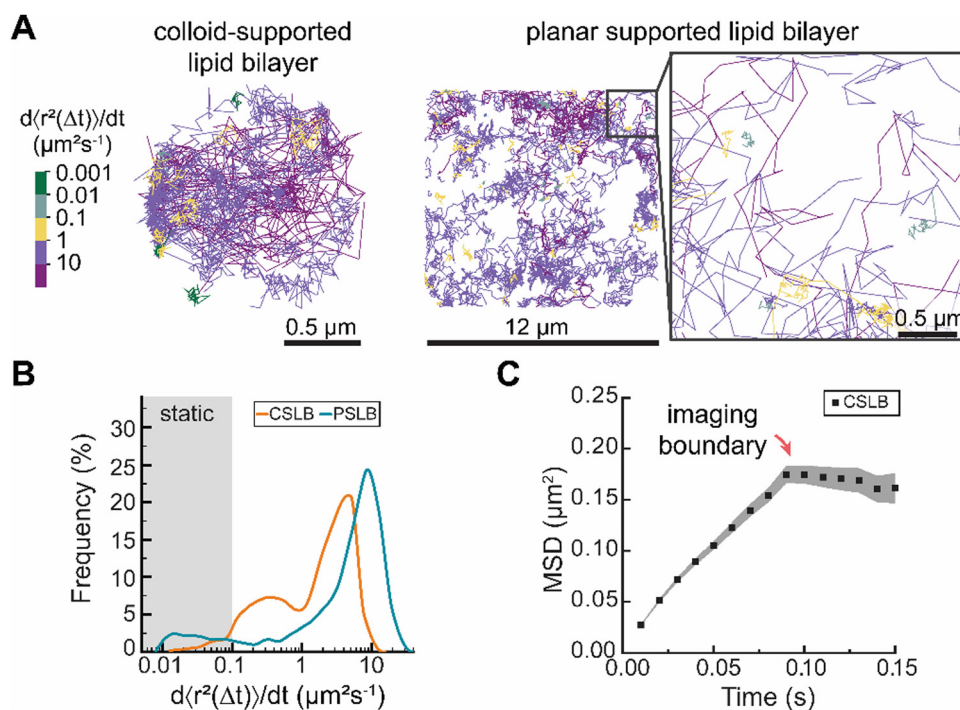 A
colloid-supported
lipid bilayer
planar supported lipid bilayer
d⟨r²(Δt)⟩/dt
(μm²s⁻¹)
0.001
0.01
0.1
1
10
0.5 μm
12 μm
0.5 μm
B
static
CSLB
PSLB
Frequency (%)
30
25
20
15
10
5
0
0.01
0.1
1
10
d⟨r²(Δt)⟩/dt (μm²s⁻¹)
C
CSLB
imaging
boundary
MSD (μm²)
0.25
0.20
0.15
0.10
0.05
0.00
0.00
0.05
0.10
0.15
Time (s)